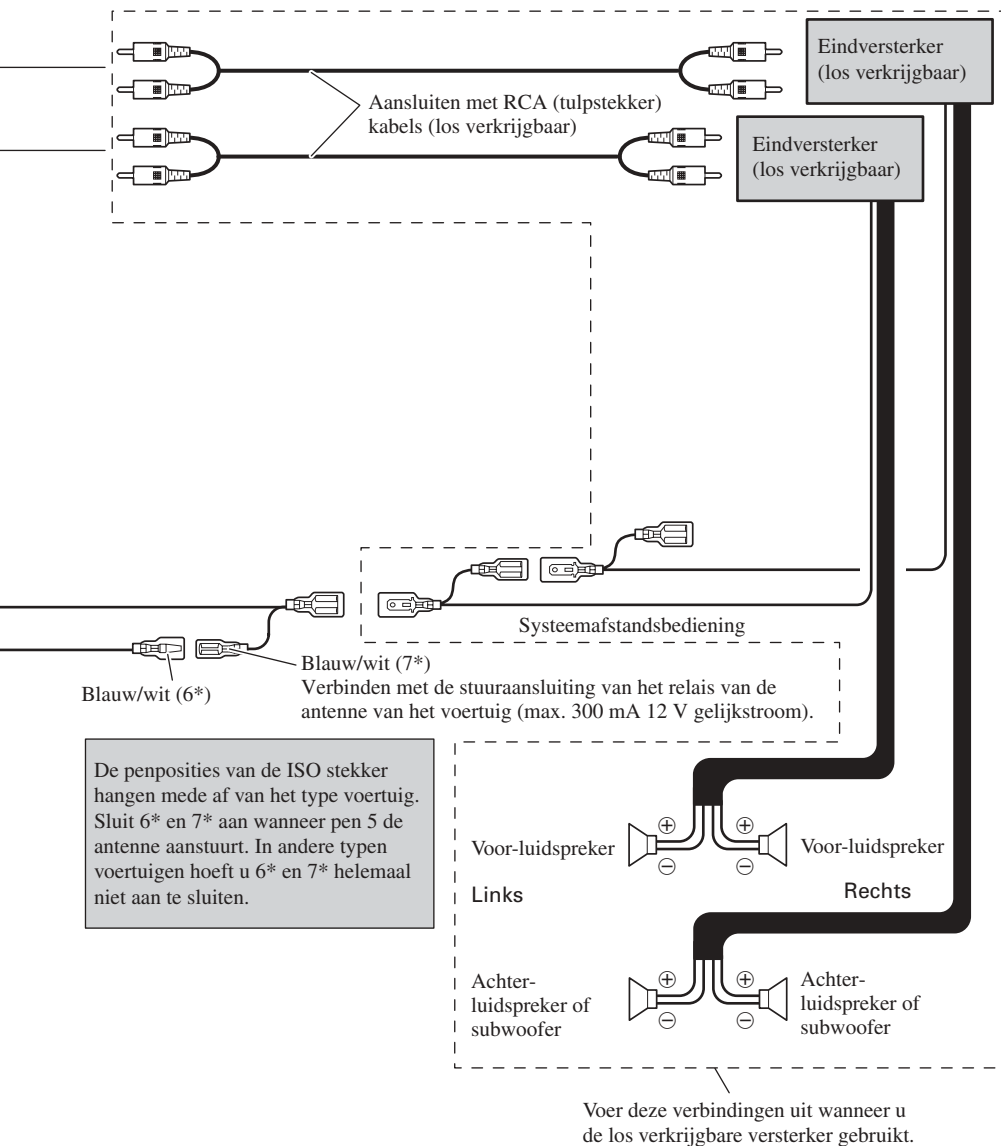 Eindversterker
(los verkrijgbaar)
Aansluiten met RCA (tulpstekker)
kabels (los verkrijgbaar)
Eindversterker
(los verkrijgbaar)
Systeemafstandsbediening
Blauw/wit (7*)
Verbinden met de stuuraansluiting van het relais van de
antenne van het voertuig (max. 300 mA 12 V gelijkstroom).
Blauw/wit (6*)
De penposities van de ISO stekker
hangen mede af van het type voertuig.
Sluit 6* en 7* aan wanneer pen 5 de
antenne aanstuurt. In andere typen
voertuigen hoeft u 6* en 7* helemaal
niet aan te sluiten.
Voor-luidspreker
+
-
+
-
Voor-luidspreker
Links
Rechts
Achter-
luidspreker of
subwoofer
+
-
+
-
Achter-
luidspreker of
subwoofer
Voer deze verbindingen uit wanneer u
de los verkrijgbare versterker gebruikt.